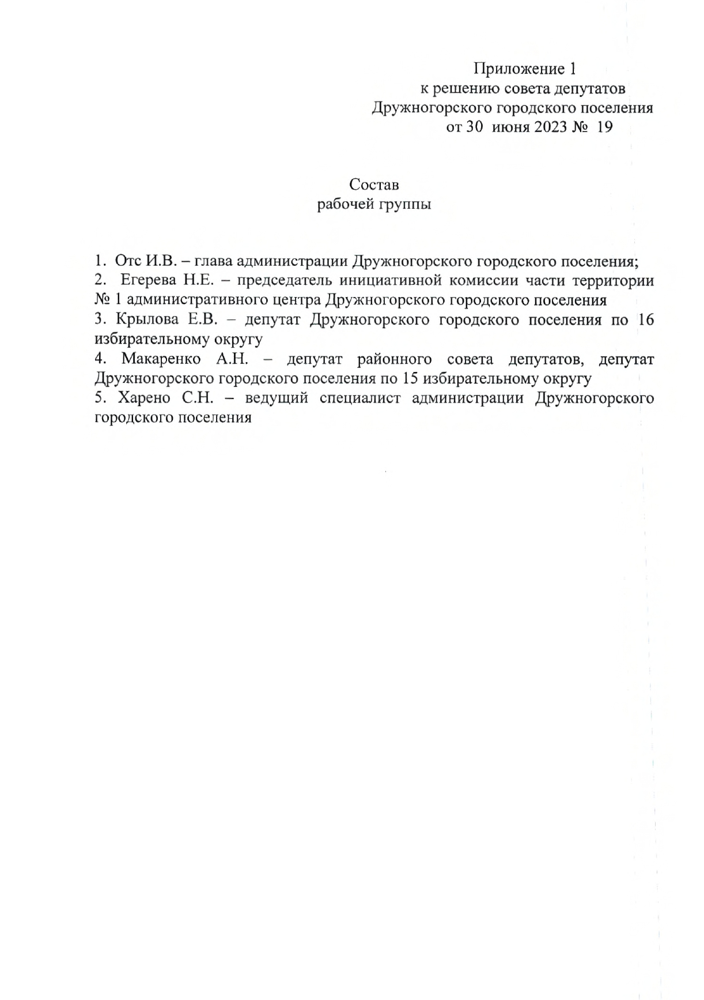 Приложение 1
к решению совета депутатов
Дружногорского городского поселения
от 30 июня 2023 № 19
Состав
рабочей группы
1. Отс И.В. – глава администрации Дружногорского городского поселения;
2. Егерева Н.Е. – председатель инициативной комиссии части территории
№ 1 административного центра Дружногорского городского поселения
3. Крылова Е.В. – депутат Дружногорского городского поселения по 16
избирательному округу
4. Макаренко А.Н. – депутат районного совета депутатов, депутат
Дружногорского городского поселения по 15 избирательному округу
5. Харено С.Н. – ведущий специалист администрации Дружногорского
городского поселения